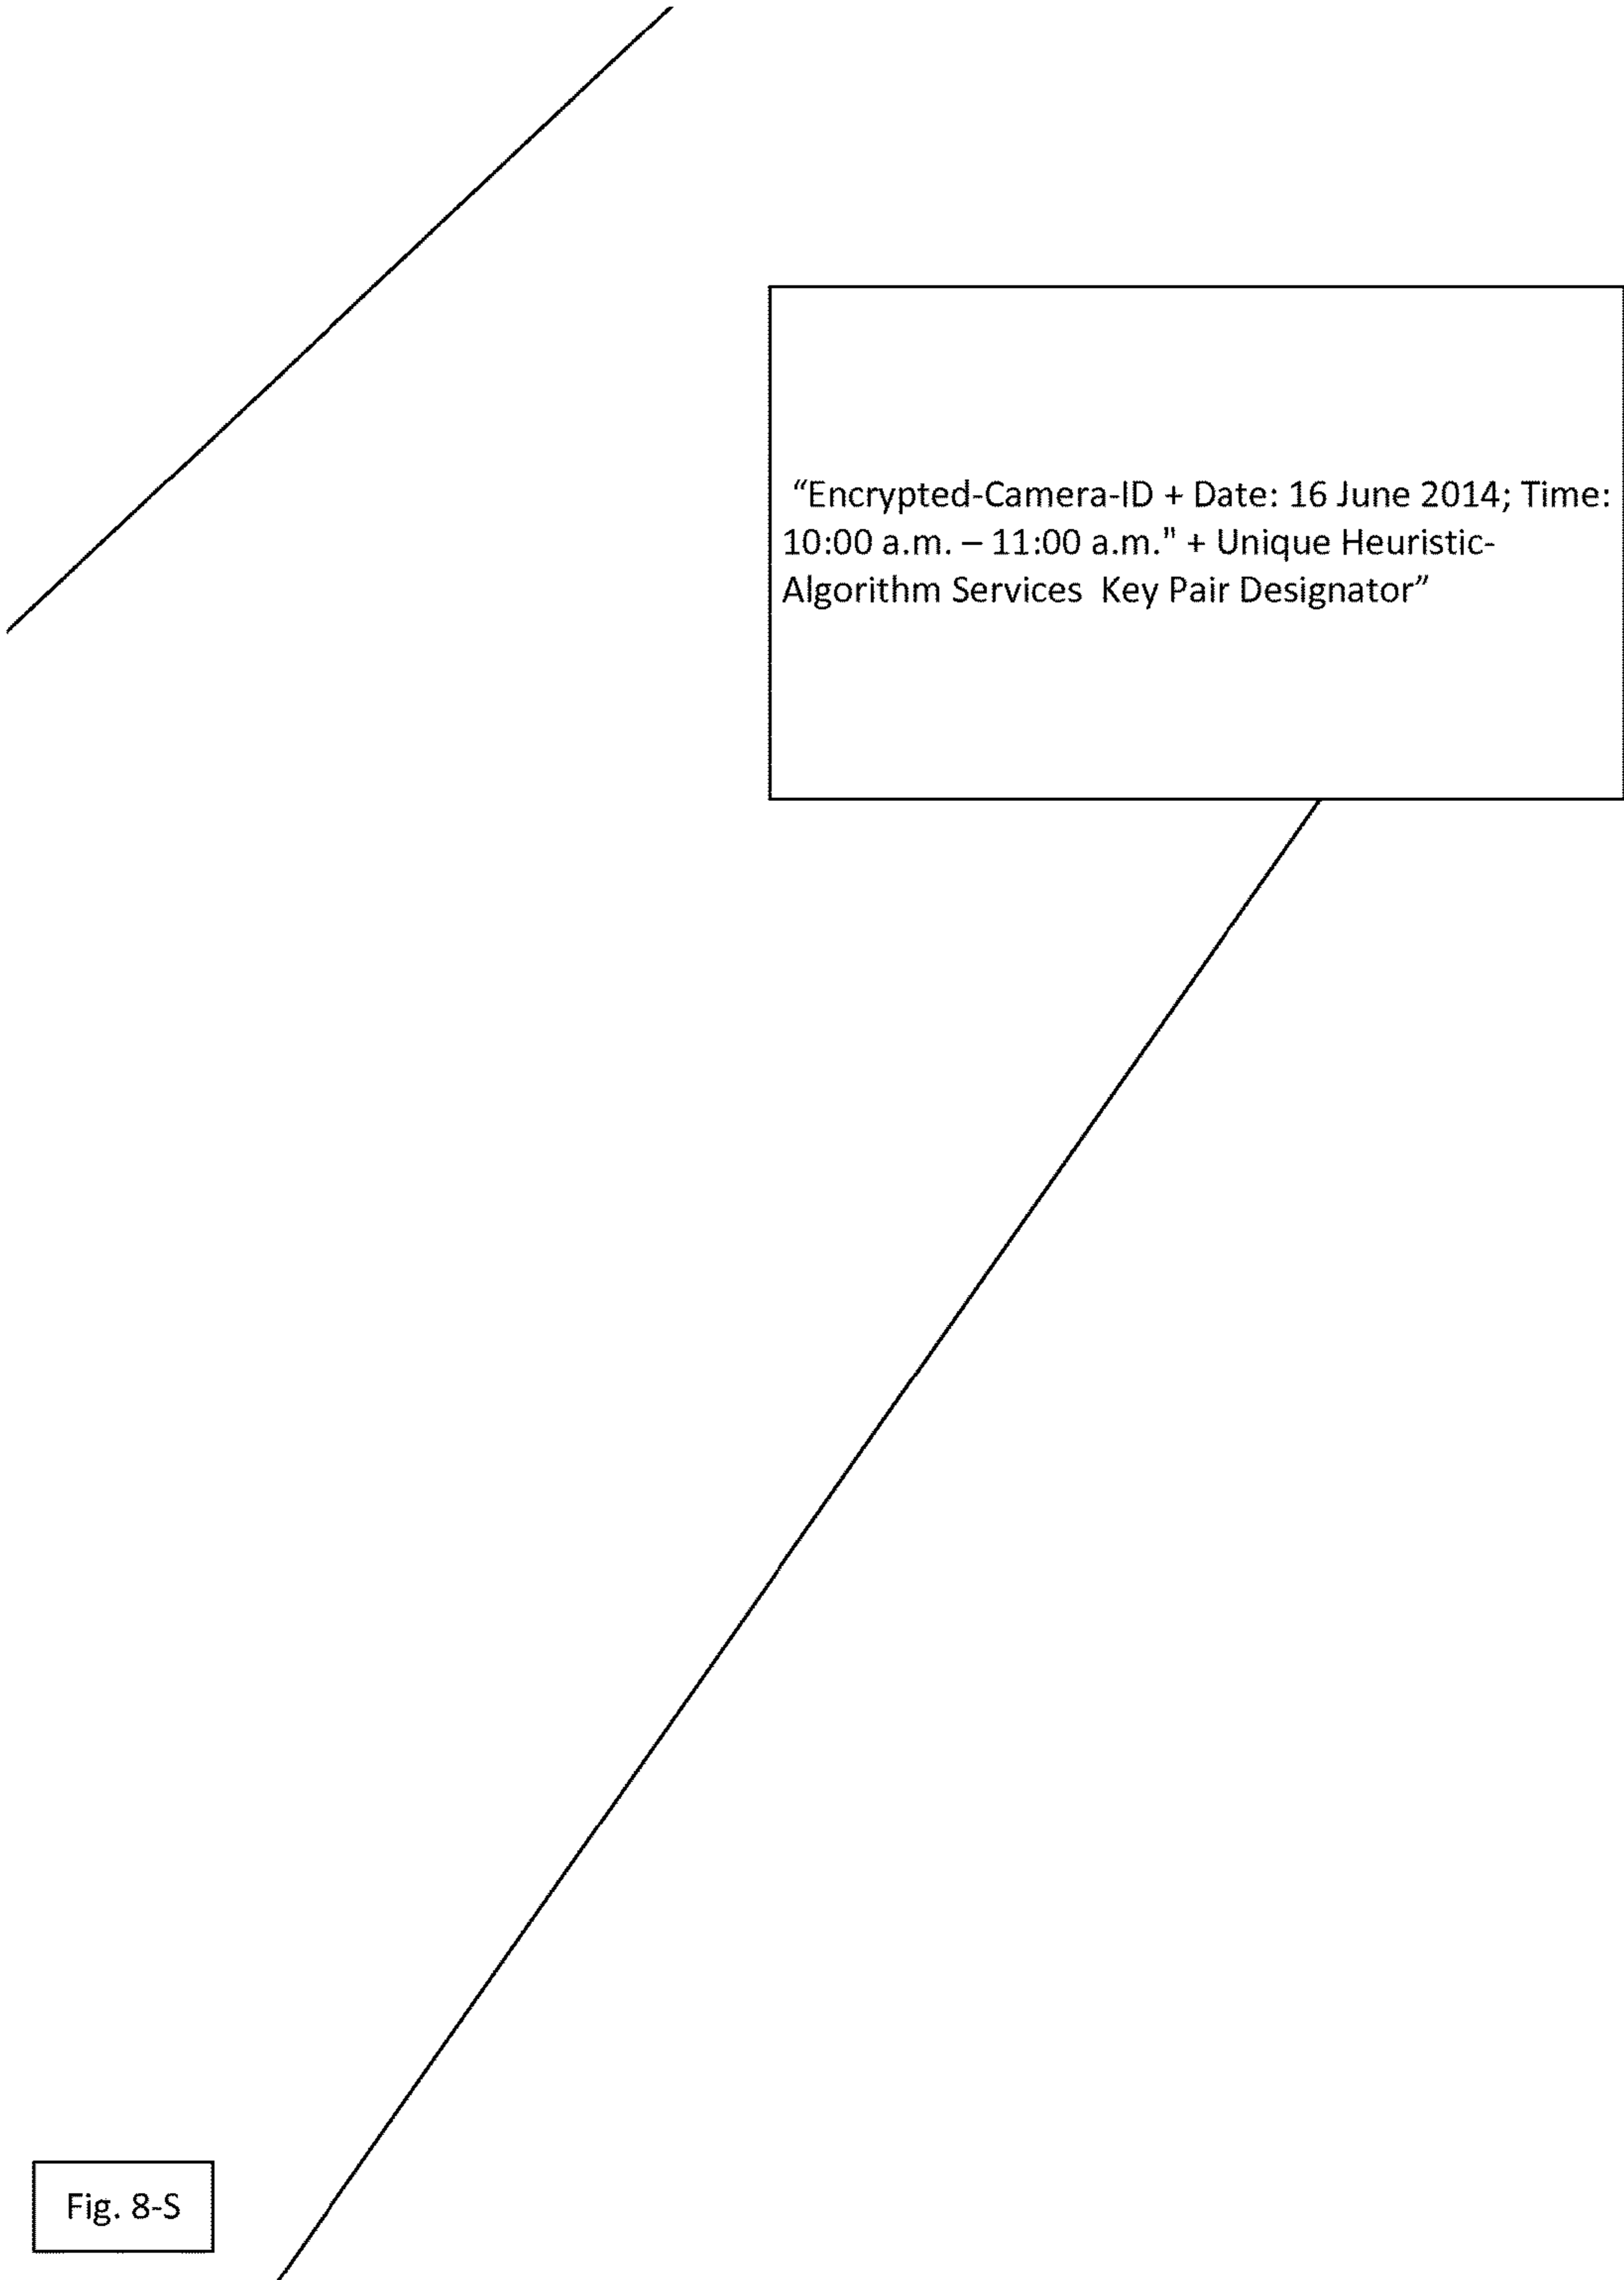 “Encrypted-Camera-ID + Date: 16 June 2014; Time:
10:00 a.m. – 11:00 a.m." + Unique Heuristic-
Algorithm Services  Key Pair Designator”
Fig. 8-S